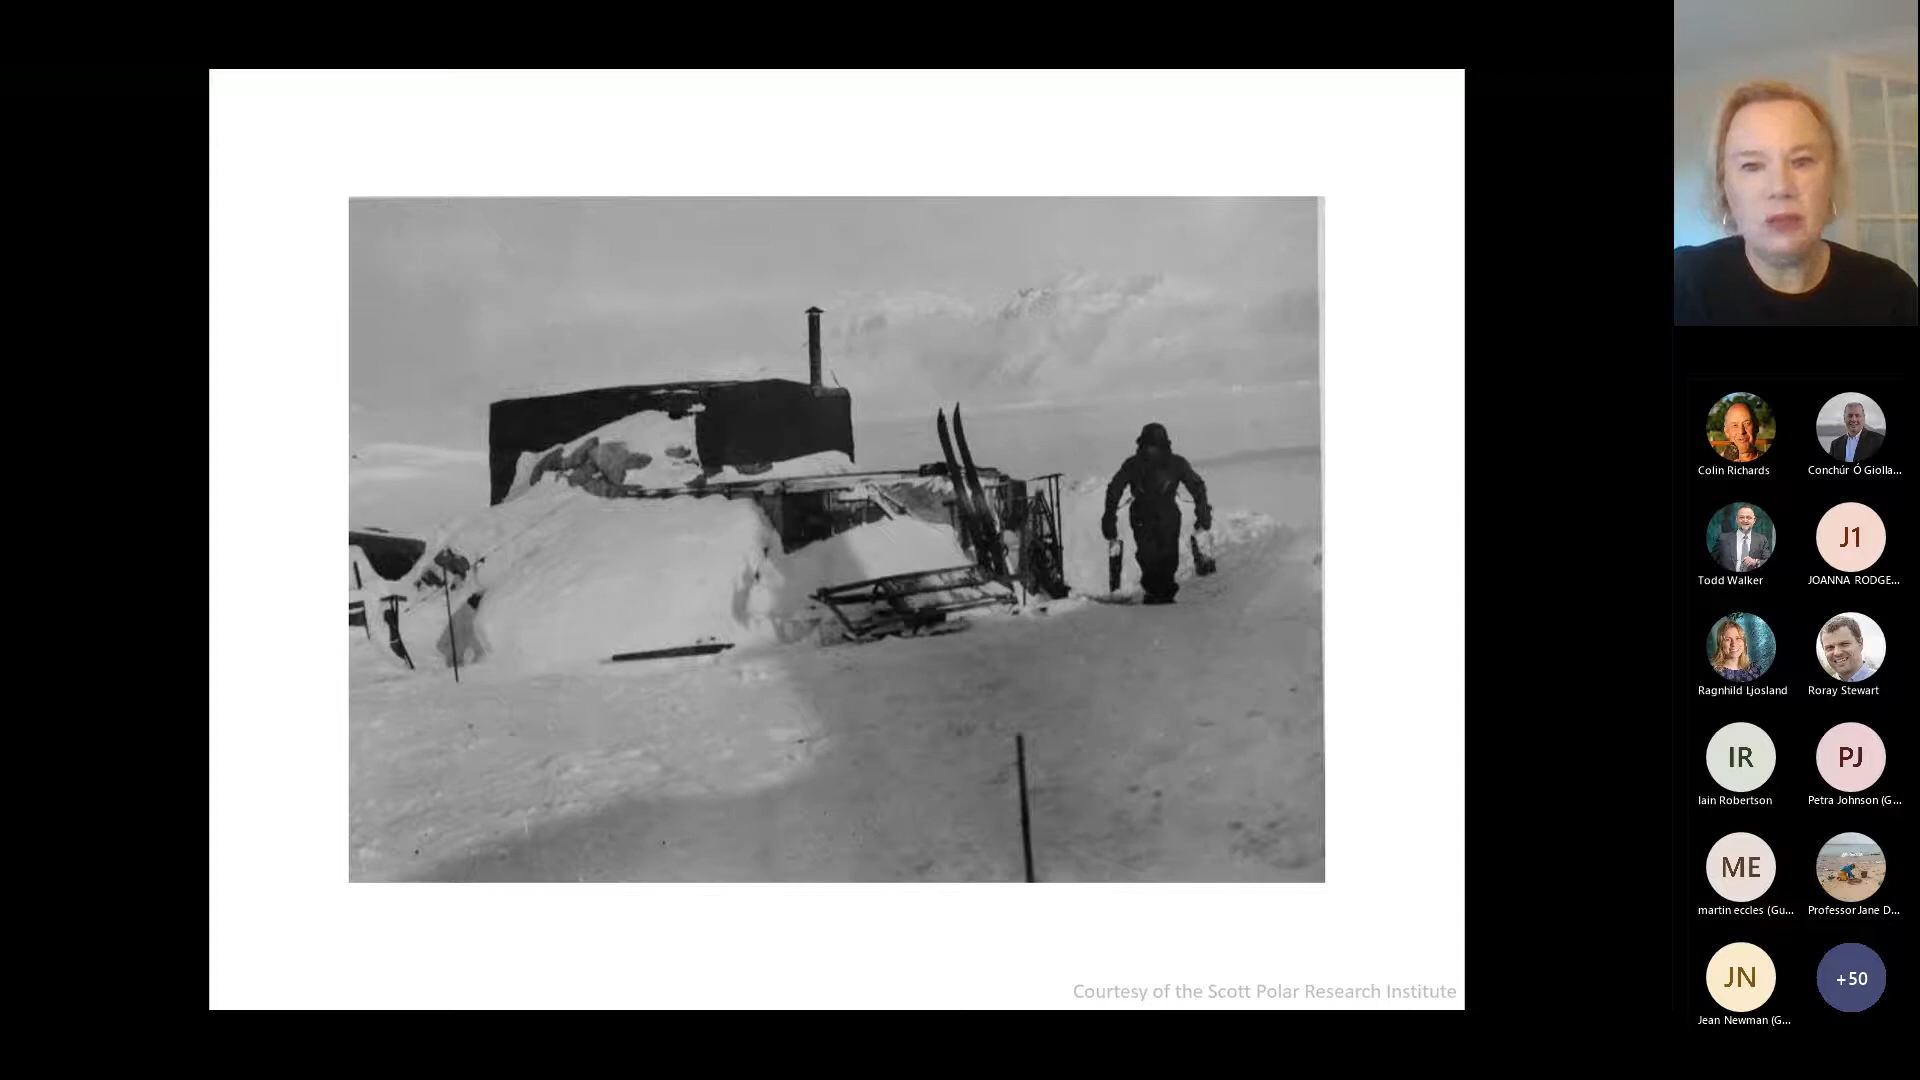 Courtesy of the Scott Polar Research Institute
Colin Richards
Conchúr Ó Giolla...
Todd Walker
J1
JOANNA RODGE...
Ragnhild Ljosland
Roray Stewart
IR
Iain Robertson
PJ
Petra Johnson (G...
ME
martin eccles (Gu...
Professor Jane D...
JN
Jean Newman (G...
+50